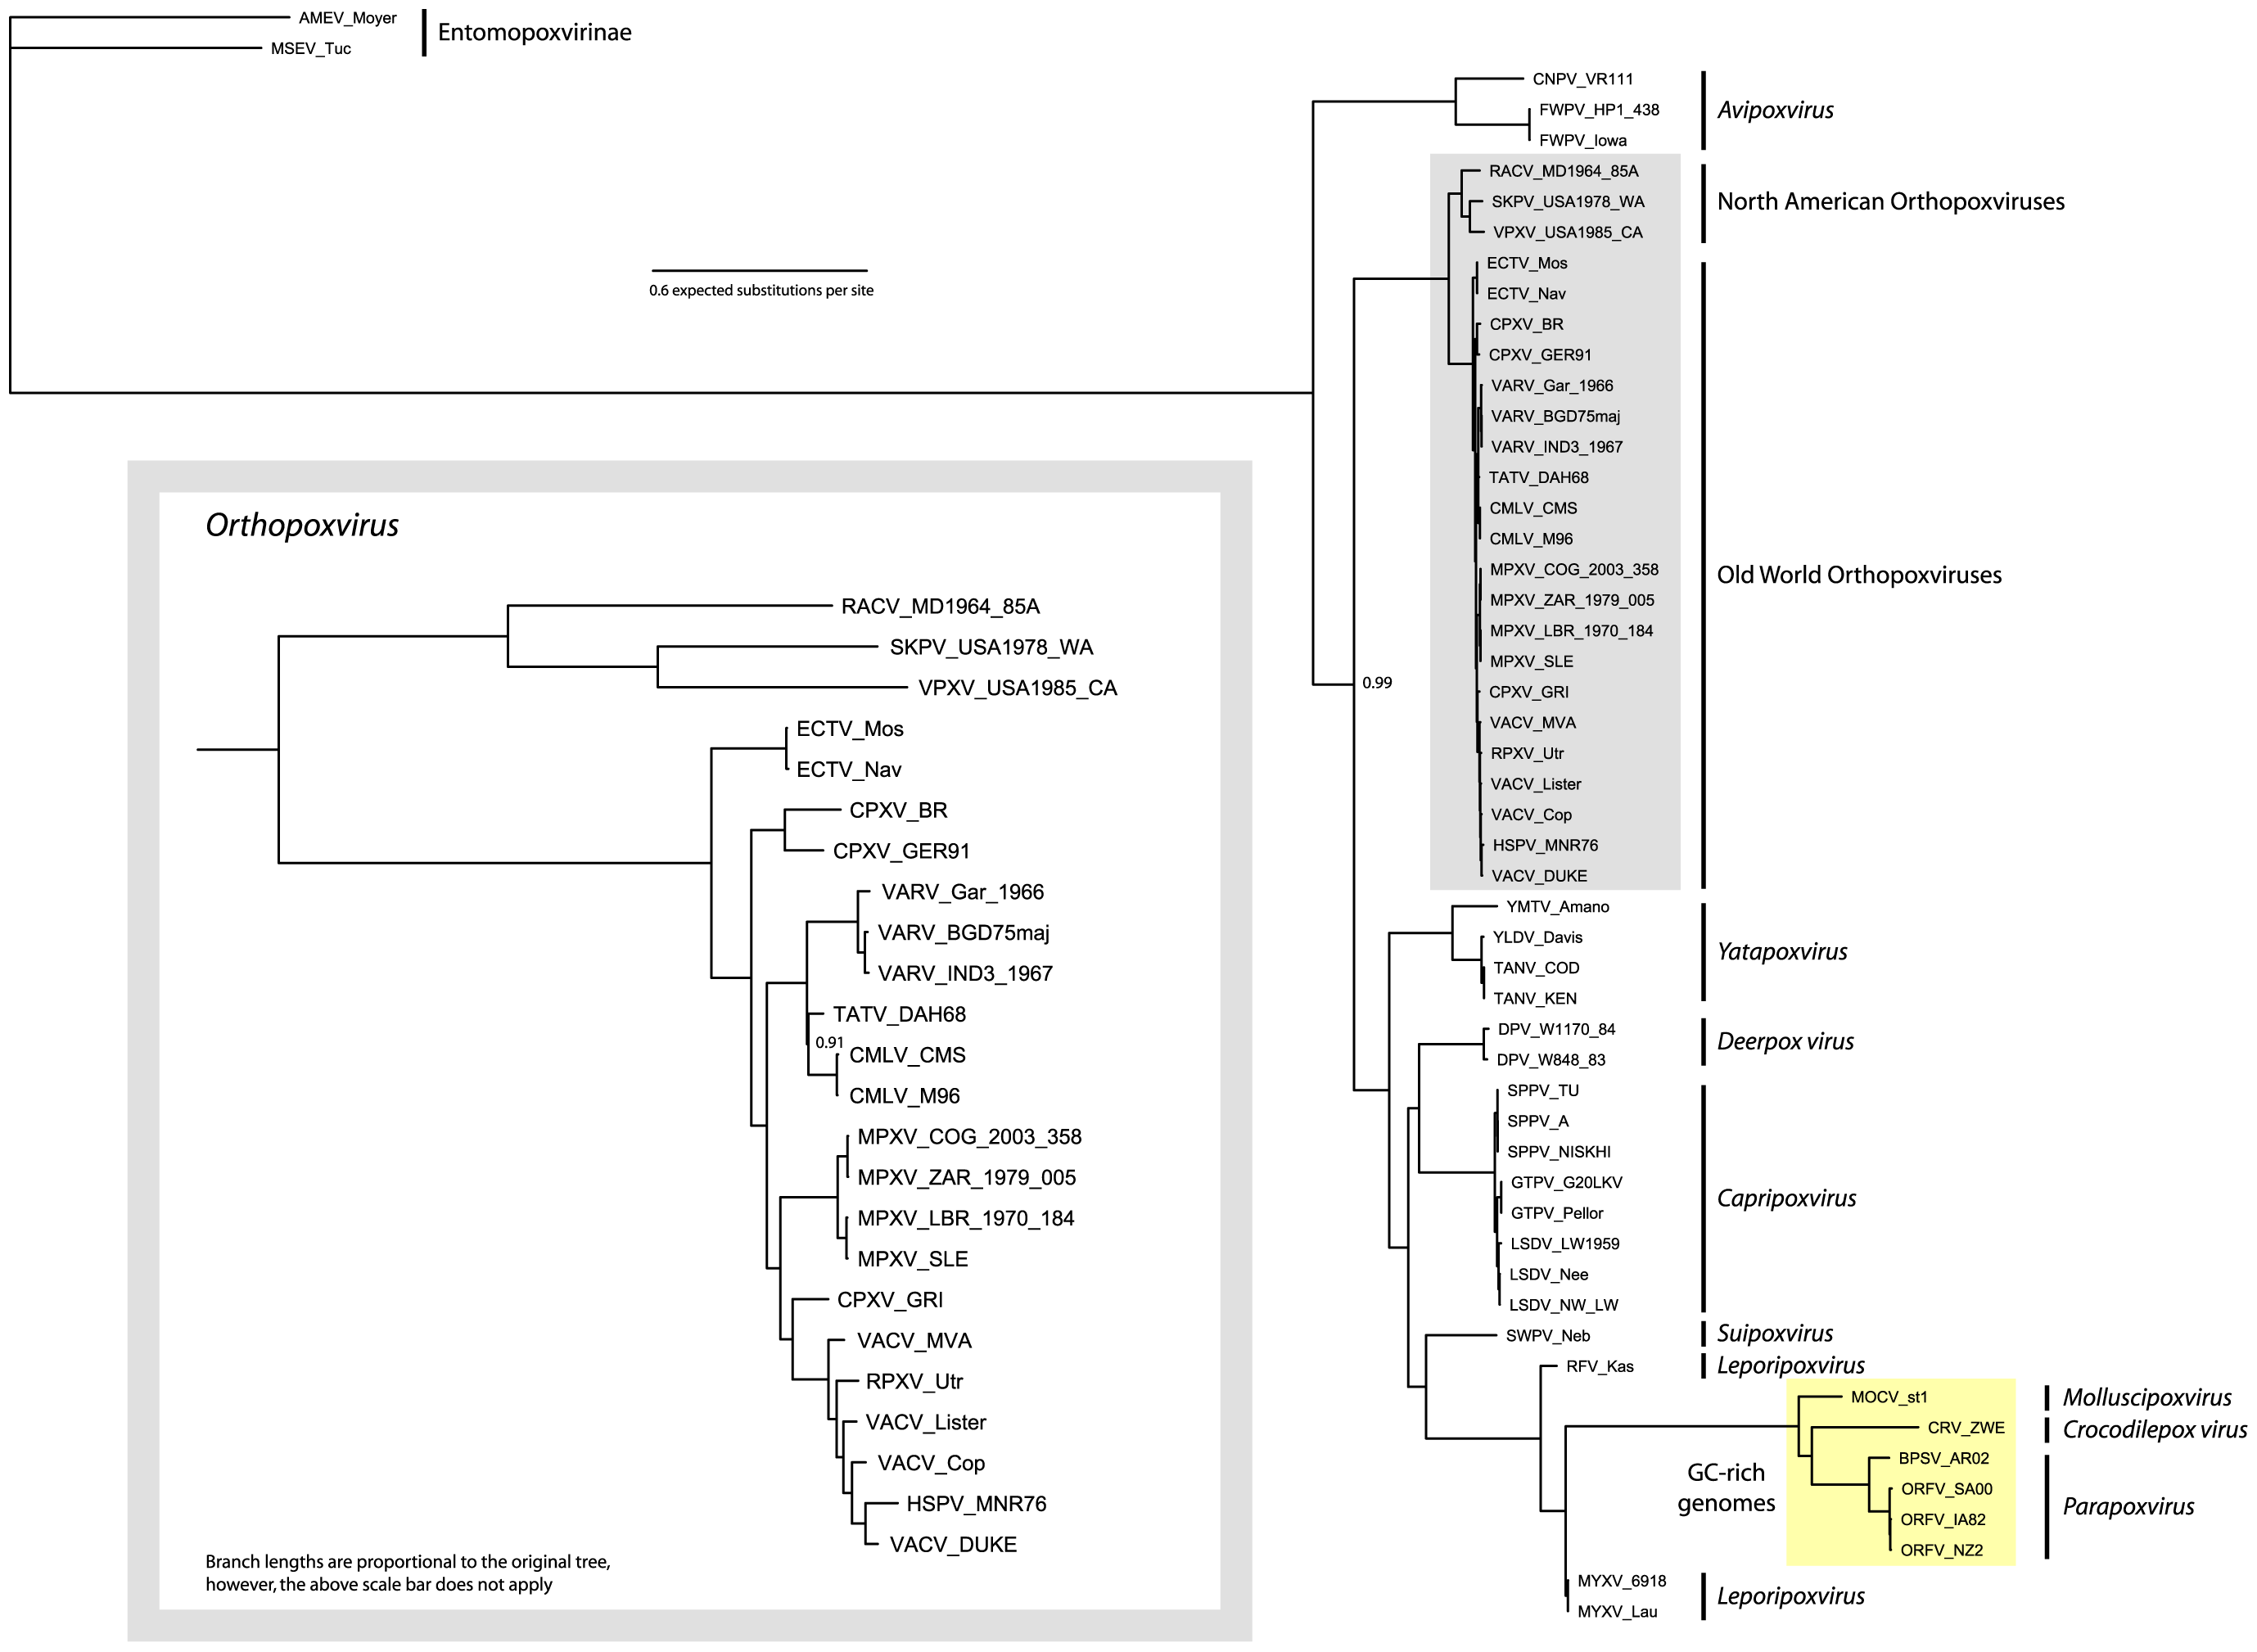 AMEV_Moyer
MSEV_Tuc
Entomopoxvirinae
CNPV_VR111
FWPV_HP1_438
FWPV_Iowa
Avipoxvirus
RACV_MD1964_85A
SKPV_USA1978_WA
VPXV_USA1985_CA
North American Orthopoxviruses
0.6 expected substitutions per site
ECTV_Mos
ECTV_Nav
CPXV_BR
CPXV_GER91
VARV_Gar_1966
VARV_BGD75maj
VARV_IND3_1967
TATV_DAH68
CMLV_CMS
CMLV_M96
MPXV_COG_2003_358
MPXV_ZAR_1979_005
MPXV_LBR_1970_184
MPXV_SLE
CPXV_GRI
VACV_MVA
RPXV_Utr
VACV_Lister
VACV_Cop
HSPV_MNR76
VACV_DUKE
Old World Orthopoxviruses
0.99
YMTV_Amano
YLDV_Davis
TANV_COD
TANV_KEN
Yatapoxvirus
DPV_W1170_84
DPV_W848_83
Deerpox virus
SPPV_TU
SPPV_A
SPPV_NISKHI
GTPV_G20LKV
GTPV_Pellor
LSDV_LW1959
LSDV_Nee
LSDV_NW_LW
Capripoxvirus
SWPV_Neb
Suipoxvirus
RFV_Kas
Leporipoxvirus
MOCV_st1
Molluscipoxvirus
CRV_ZWE
Crocodilepox virus
BPSV_AR02
ORFV_SA00
ORFV_IA82
ORFV_NZ2
Parapoxvirus
GC-rich
genomes
MYXV_6918
MYXV_Lau
Leporipoxvirus
Orthopoxvirus
RACV_MD1964_85A
SKPV_USA1978_WA
VPXV_USA1985_CA
ECTV_Mos
ECTV_Nav
CPXV_BR
CPXV_GER91
VARV_Gar_1966
VARV_BGD75maj
VARV_IND3_1967
TATV_DAH68
0.91
CMLV_CMS
CMLV_M96
MPXV_COG_2003_358
MPXV_ZAR_1979_005
MPXV_LBR_1970_184
MPXV_SLE
CPXV_GRI
VACV_MVA
RPXV_Utr
VACV_Lister
VACV_Cop
HSPV_MNR76
VACV_DUKE
Branch lengths are proportional to the original tree,
however, the above scale bar does not apply